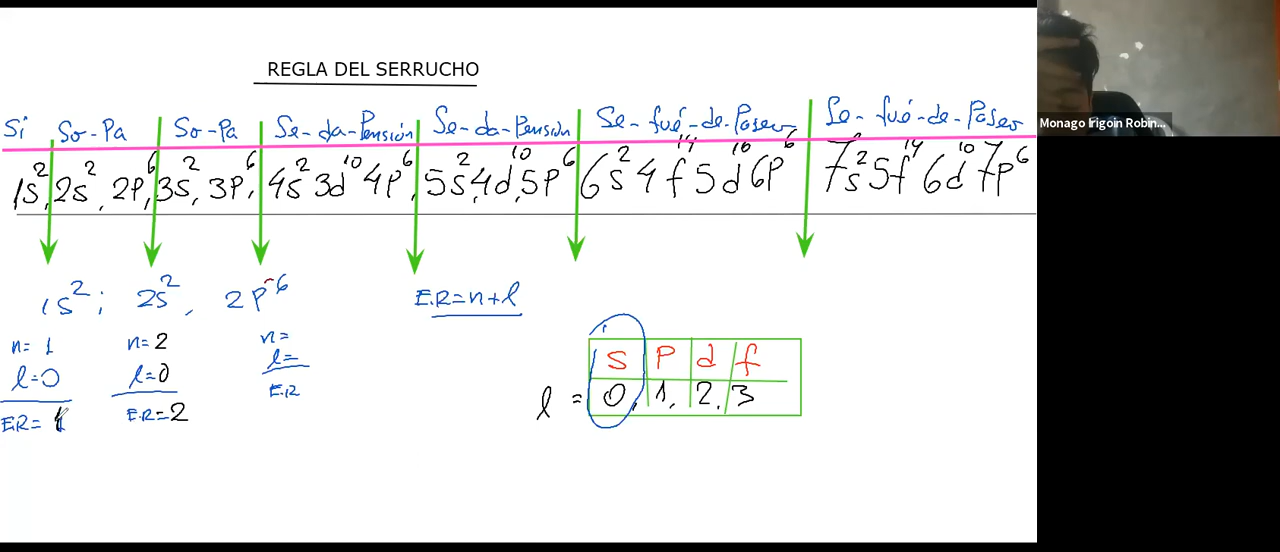 REGLA DEL SERRUCHO
Si So-Pa So-Pa Se-da-Pensión Se-da-Pensión Se-fué-de-Paseo, Se-fué-de-Paseo
1s², 2s², 2p⁶, 3s², 3p⁶, 4s² 3d¹⁰ 4p⁶, 5s², 4d¹⁰, 5p⁶ 6s² 4f¹⁴ 5d¹⁰ 6p⁶ 7s² 5f¹⁴ 6d¹⁰ 7p⁶
1s²; 2s², 2p⁶ E.R=n+l
n=1 n=2 n=
l=0 l=0 l=
ER= E.R=2 E.R
s p d f
l = 0, 1, 2, 3
Monago Irigoin Robin...